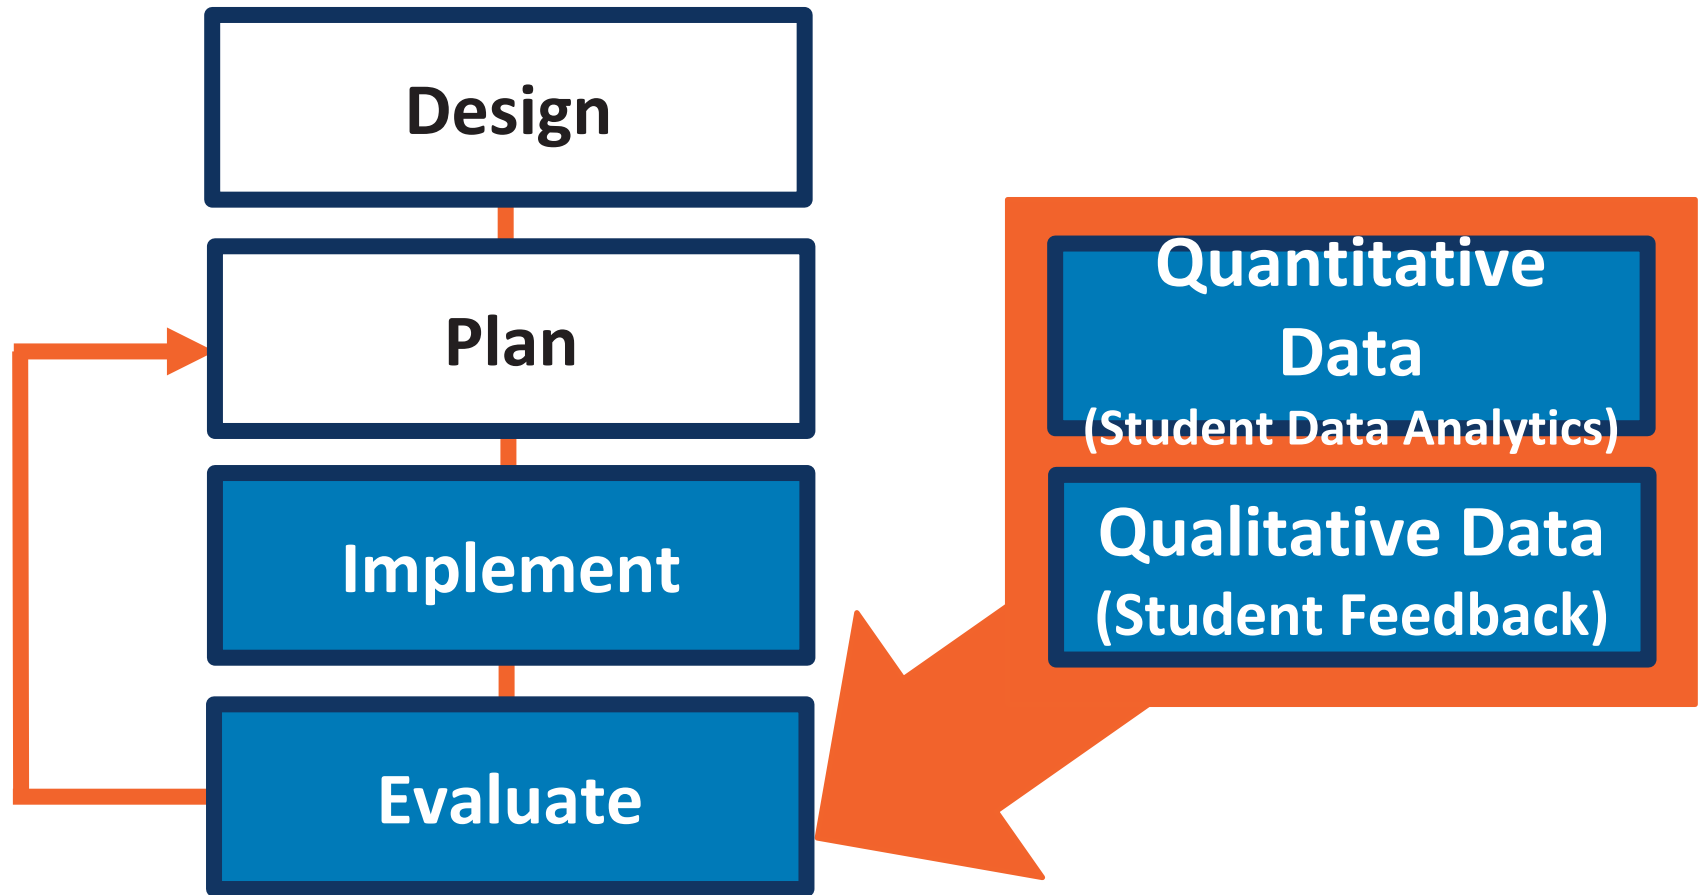 Design
Plan
Implement
Evaluate
Quantitative
Data
(Student Data Analytics)
Qualitative Data
(Student Feedback)